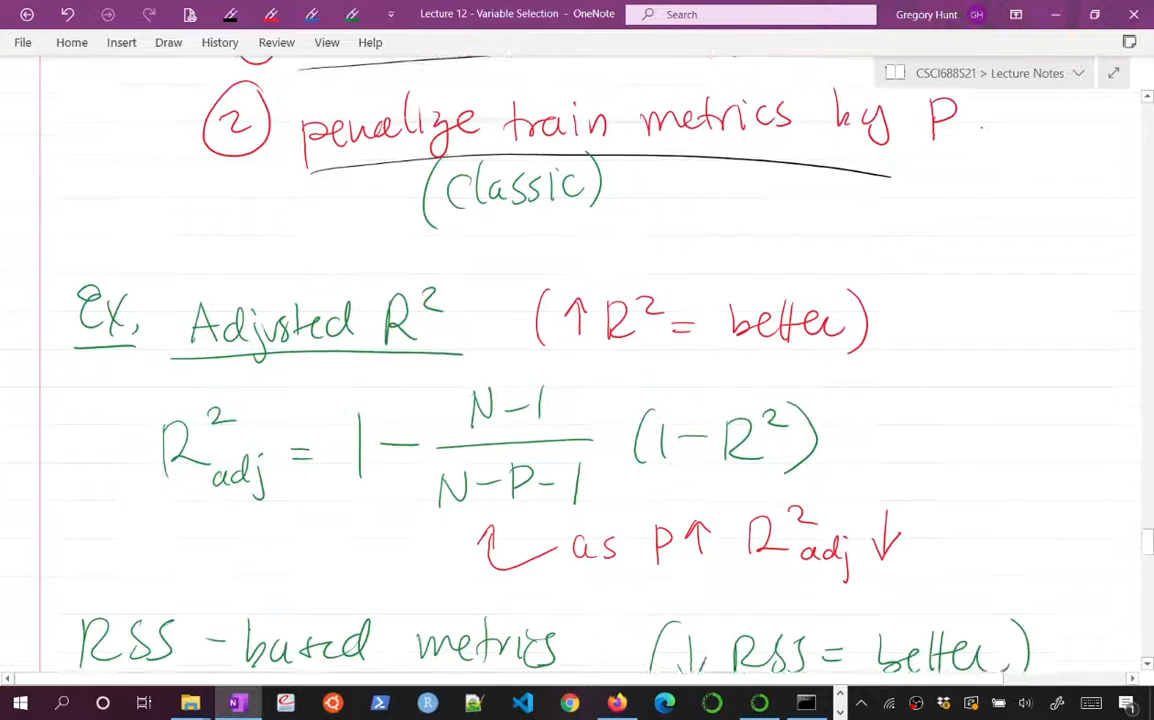 Lecture 12 - Variable Selection - OneNote
Search
Gregory Hunt
GH
File Home Insert Draw History Review View Help
CSCI688S21 > Lecture Notes
② penalize train metrics by P.
(classic)
Ex. Adjusted R² (↑ R² = better)
R²adj = 1 - (N-1)/(N-P-1) (1-R²)
as P↑ R²adj ↓
RSS - based metrics (↓ RSS = better.)